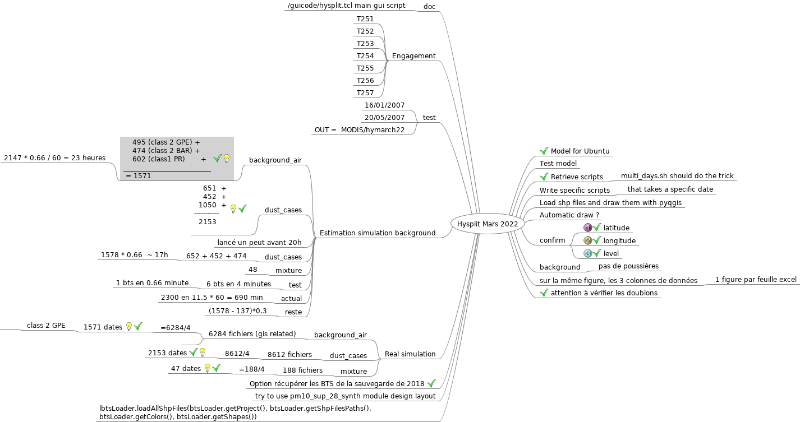 /guicode/hysplit.tcl main gui script
doc
T251
T252
T253
T254
T255
T256
T257
Engagement
16/01/2007
20/05/2007
OUT = MODIS/hymarch22
test
2147 * 0.66 / 60 = 23 heures
495 (class 2 GPE) +
474 (class 2 BAR) +
602 (class1 PR) +
= 1571
background_air
651 +
452 +
1050 +
2153
dust_cases
lancé un peut avant 20h
1578 * 0.66 ~ 17h
652 + 452 + 474
dust_cases
48
mixture
1 bts en 0.66 minute
6 bts en 4 minutes
test
2300 en 11.5 * 60 = 690 min
actual
(1578 - 137)*0.3
reste
Estimation simulation background
class 2 GPE
1571 dates
=6284/4
6284 fichiers (gis related)
background_air
2153 dates
8612/4
8612 fichiers
dust_cases
47 dates
=188/4
188 fichiers
mixture
Real simulation
Option récupérer les BTS de la sauvegarde de 2018
try to use pm10_sup_28_synth module design layout
btsLoader.loadAllShpFiles(btsLoader.getProject(), btsLoader.getShpFilesPaths(),
btsLoader.getColors(), btsLoader.getShapes())
Hysplit Mars 2022
Model for Ubuntu
Test model
Retrieve scripts
multi_days.sh should do the trick
Write specific scripts
that takes a specific date
Load shp files and draw them with pyqgis
Automatic draw ?
confirm
latitude
longitude
level
background
pas de poussières
sur la même figure, les 3 colonnes de données
1 figure par feuille excel
attention à vérifier les doublons